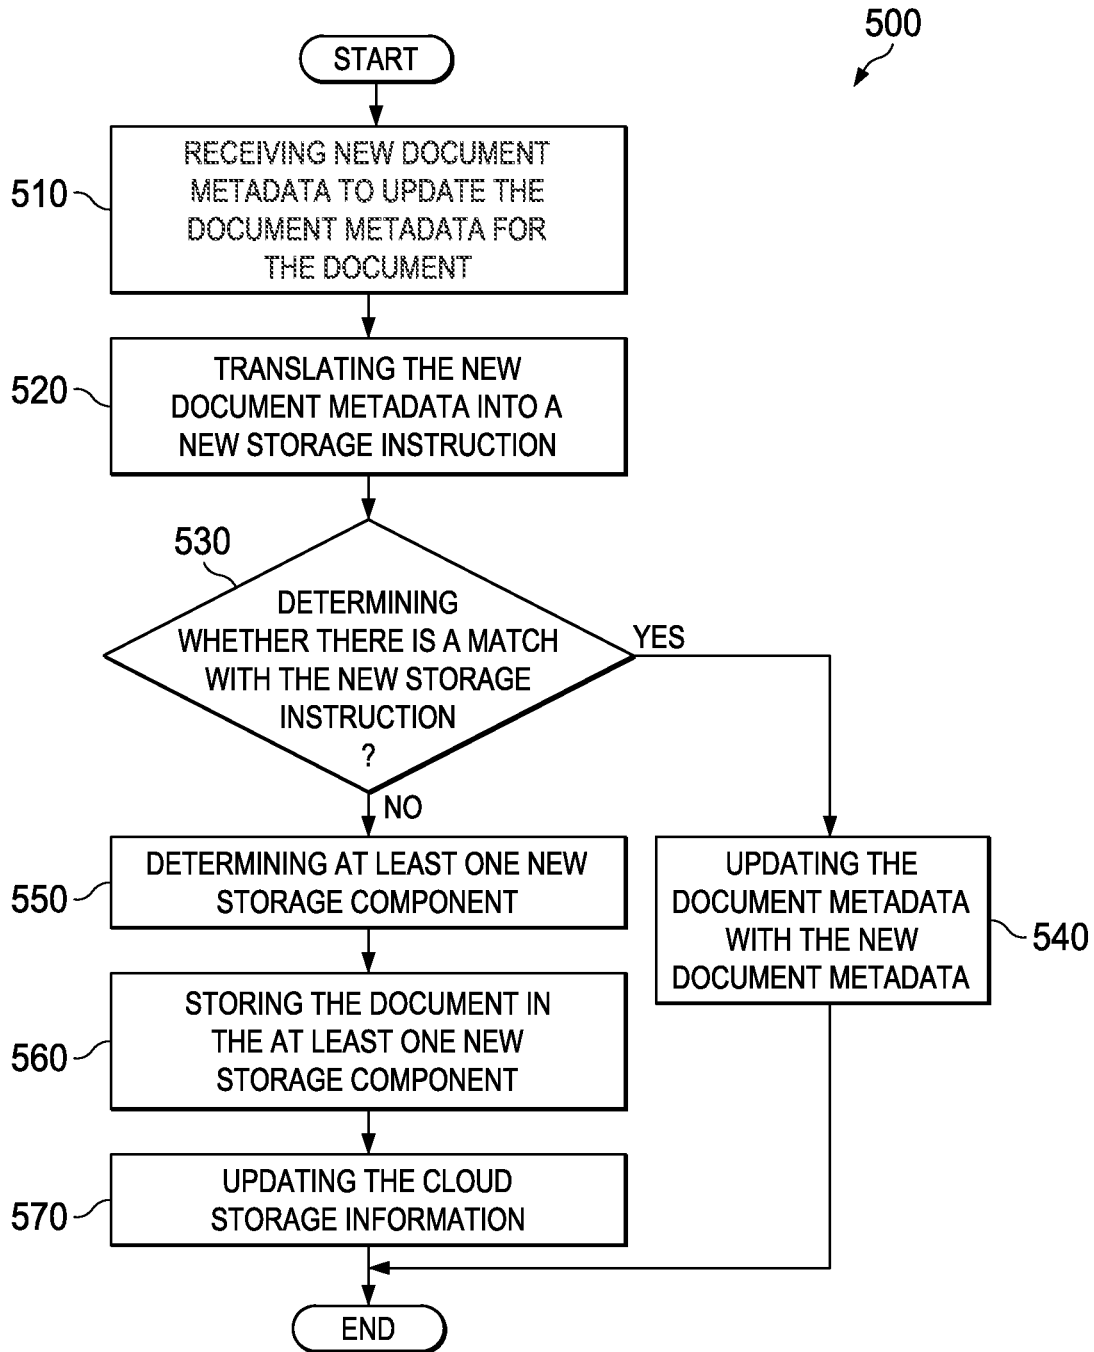 500
START
510
RECEIVING NEW DOCUMENT
METADATA TO UPDATE THE
DOCUMENT METADATA FOR
THE DOCUMENT
520
TRANSLATING THE NEW
DOCUMENT METADATA INTO A
NEW STORAGE INSTRUCTION
530
DETERMINING
WHETHER THERE IS A MATCH
WITH THE NEW STORAGE
INSTRUCTION
?
YES
NO
550
DETERMINING AT LEAST ONE NEW
STORAGE COMPONENT
UPDATING THE
DOCUMENT METADATA
WITH THE NEW
DOCUMENT METADATA
540
560
STORING THE DOCUMENT IN
THE AT LEAST ONE NEW
STORAGE COMPONENT
570
UPDATING THE CLOUD
STORAGE INFORMATION
END